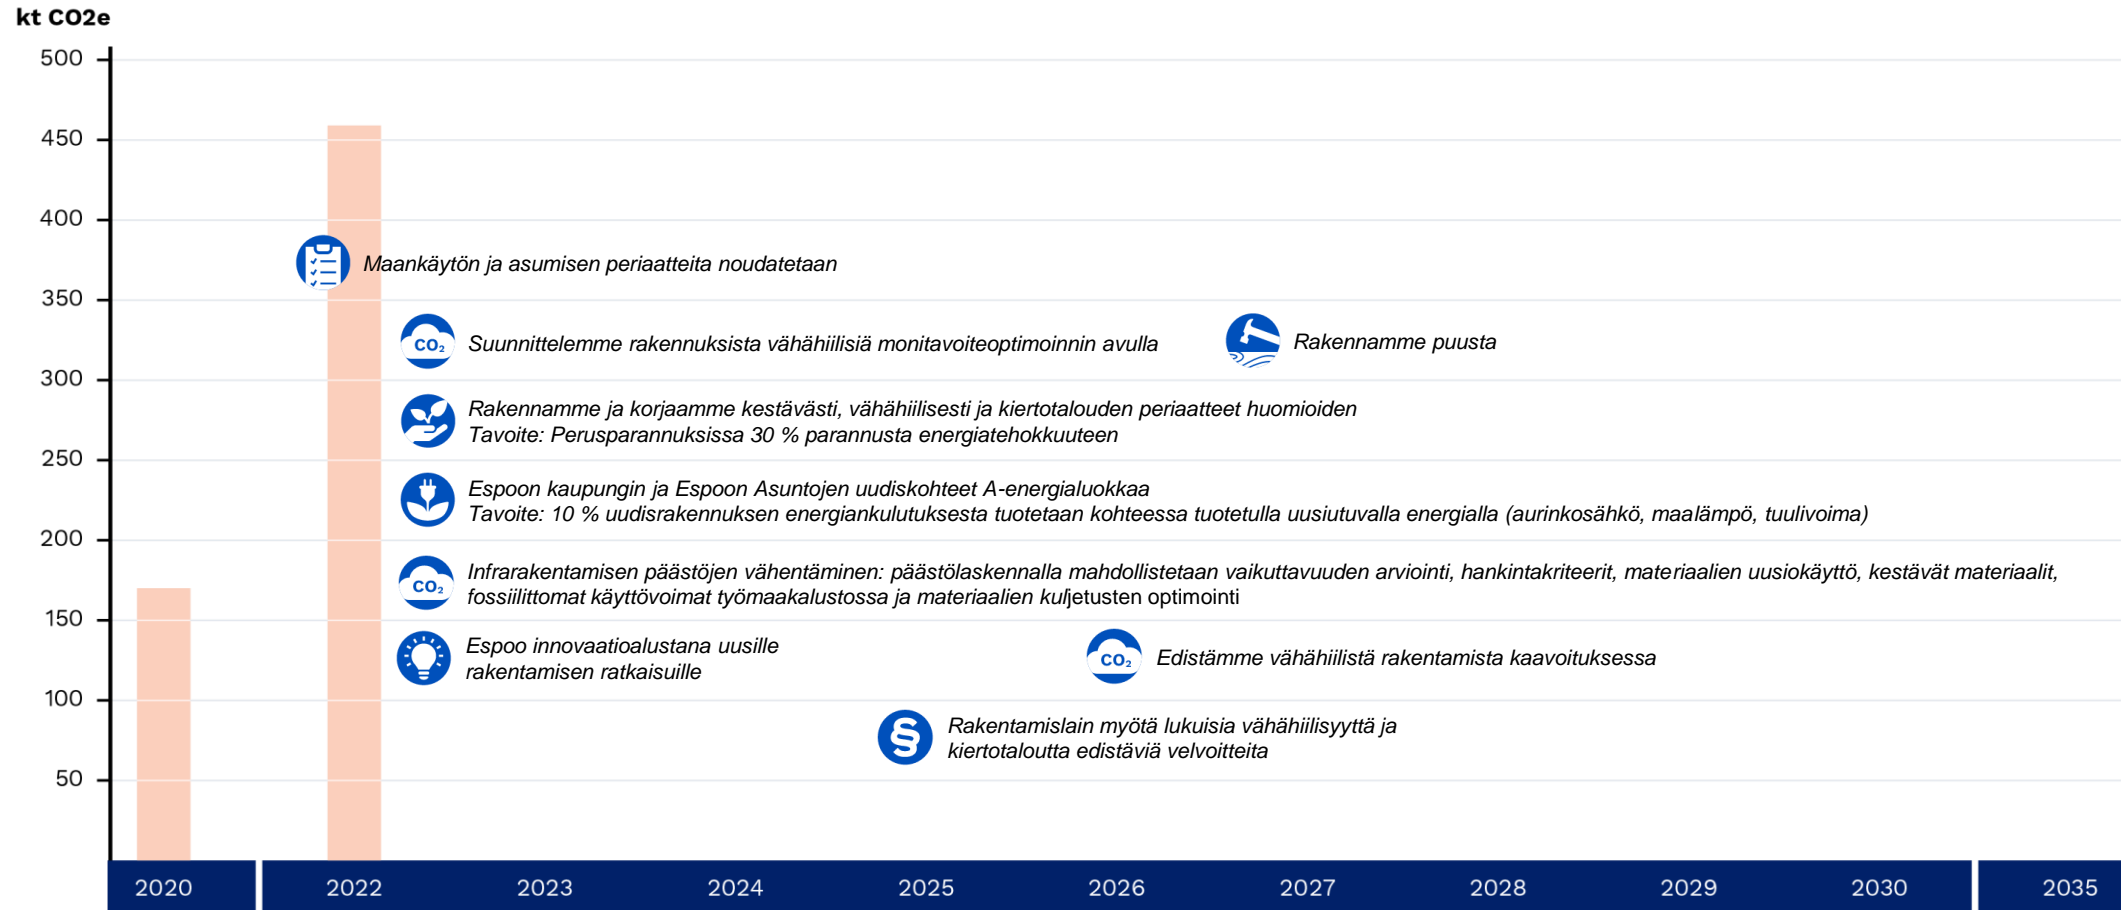 kt CO2e
500
450
400
350
300
250
200
150
100
50
Maankäytön ja asumisen periaatteita noudatetaan
CO₂
Suunnittelemme rakennuksista vähähiilisiä monitavoiteoptimoinnin avulla
Rakennamme puusta
Rakennamme ja korjaamme kestävästi, vähähiilisesti ja kiertotalouden periaatteet huomioiden
Tavoite: Perusparannuksissa 30 % parannusta energiatehokkuuteen
Espoon kaupungin ja Espoon Asuntojen uudiskohteet A-energialuokkaa
Tavoite: 10 % uudisrakennuksen energiankulutuksesta tuotetaan kohteessa tuotetulla uusiutuvalla energialla (aurinkosähkö, maalämpö, tuulivoima)
CO₂
Infrarakentamisen päästöjen vähentäminen: päästölaskennalla mahdollistetaan vaikuttavuuden arviointi, hankintakriteerit, materiaalien uusiokäyttö, kestävät materiaalit,
fossiilittomat käyttövoimat työmaakalustossa ja materiaalien kuljetusten optimointi
Espoo innovaatioalustana uusille
rakentamisen ratkaisuille
CO₂
Edistämme vähähiilistä rakentamista kaavoituksessa
§
Rakentamislain myötä lukuisia vähähiilisyyttä ja
kiertotaloutta edistäviä velvoitteita
2020
2022
2023
2024
2025
2026
2027
2028
2029
2030
2035